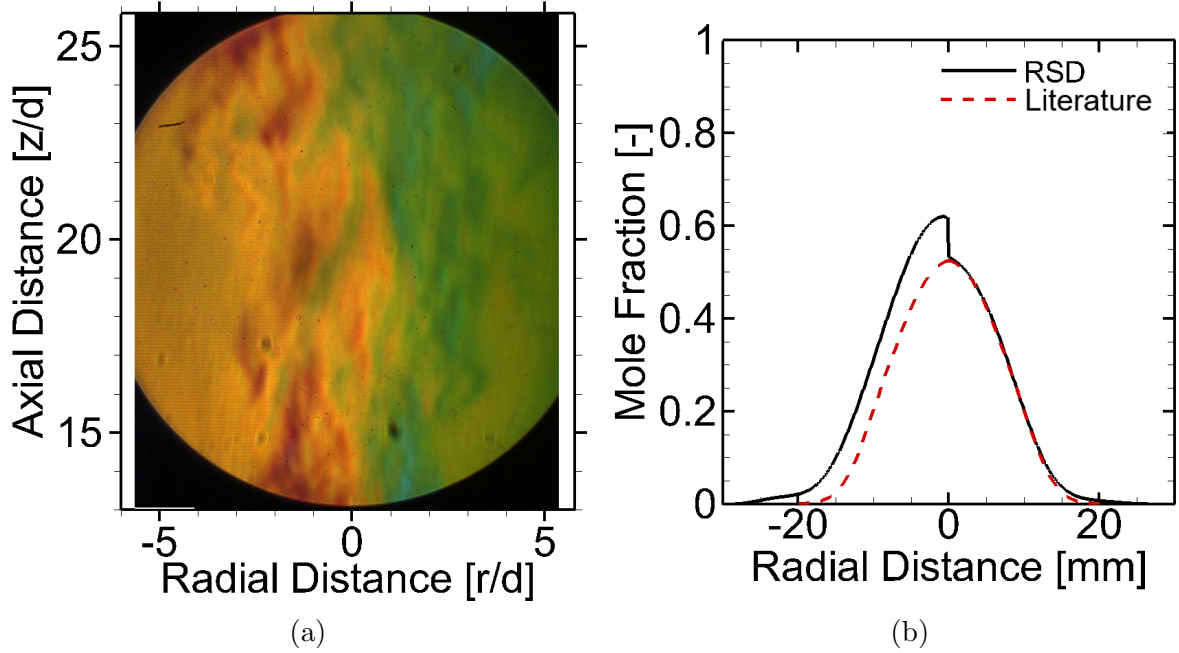 25
20
15
Axial Distance [z/d]
-5 0 5
Radial Distance [r/d]
(a)
1
0.8
0.6
0.4
0.2
0
Mole Fraction [-]
RSD
Literature
-20 0 20
Radial Distance [mm]
(b)